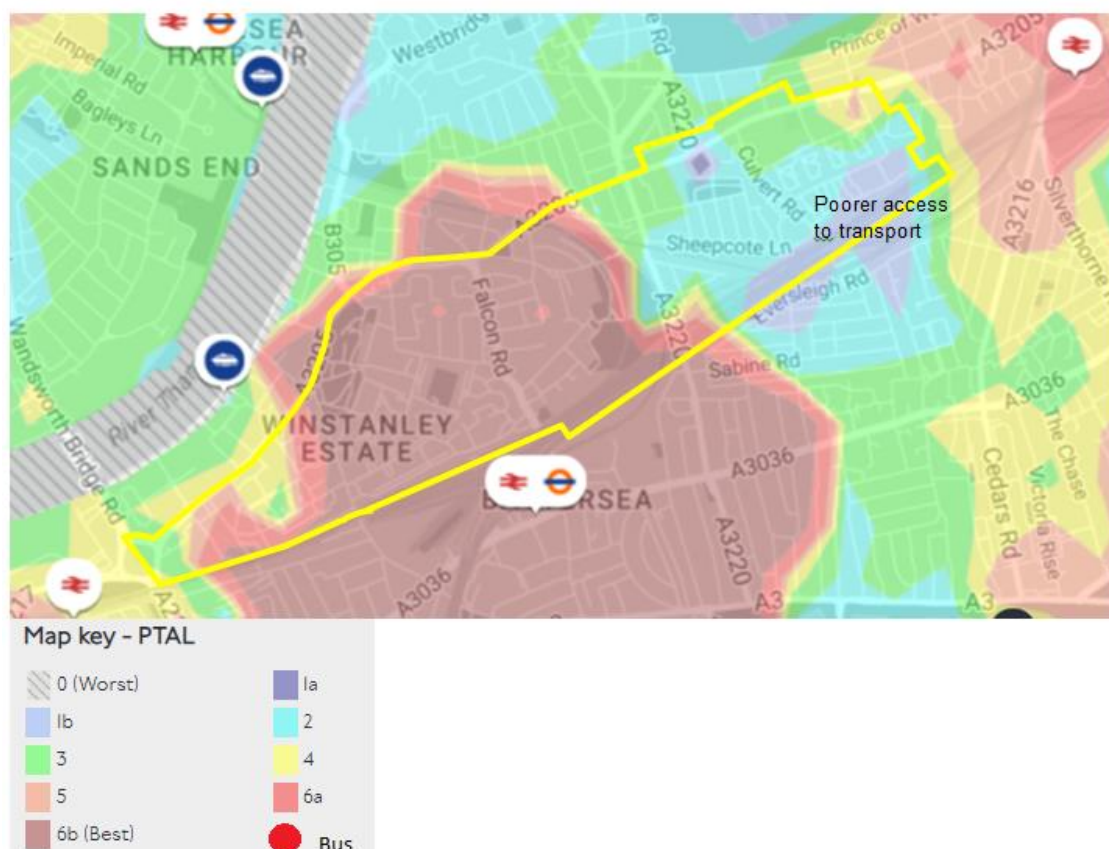 SEA
HARBOUR
Imperial Rd
Bagleys Ln
SANDS END
Westbridg
e Rd
Prince of W
A3205
A3220
Culvert Rd
Poorer access
to transport
A3216
Silverthorne R
A3205
B305
Sheepcote Ln
Eversleigh Rd
Falcon Rd
A3220
Sabine Rd
A3205
Wandsworth Bridge Rd
River Tha
WINSTANLEY
ESTATE
A3036
A3036
The Chase
Cedars Rd
Victoria Rise
A3220
A3036
A3
A3
Map key - PTAL
0 (Worst)
1a
1b
2
3
4
5
6a
6b (Best)
Bus